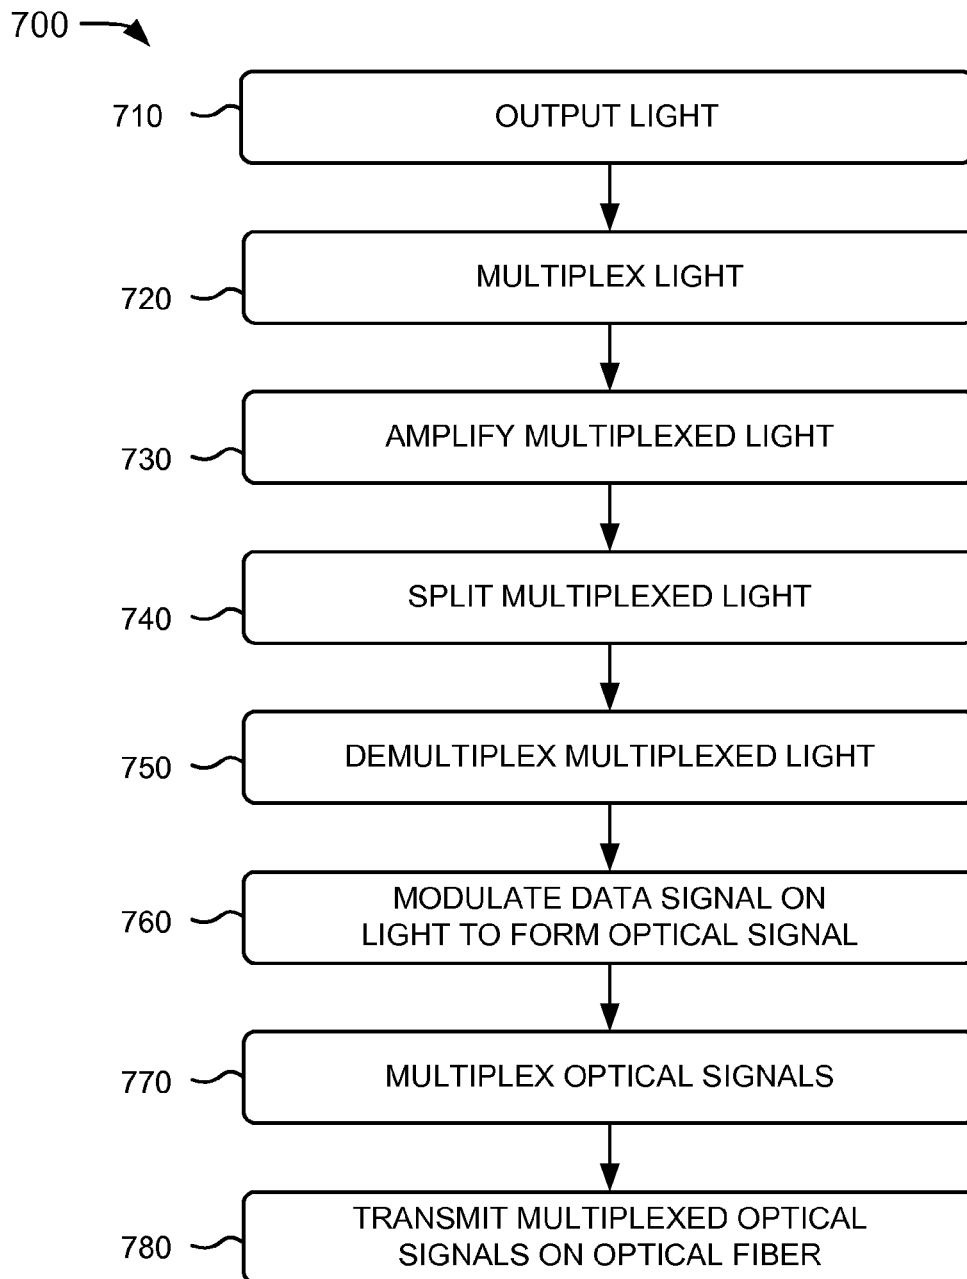 700
710
OUTPUT LIGHT
720
MULTIPLEX LIGHT
730
AMPLIFY MULTIPLEXED LIGHT
740
SPLIT MULTIPLEXED LIGHT
750
DEMULTIPLEX MULTIPLEXED LIGHT
760
MODULATE DATA SIGNAL ON
LIGHT TO FORM OPTICAL SIGNAL
770
MULTIPLEX OPTICAL SIGNALS
780
TRANSMIT MULTIPLEXED OPTICAL
SIGNALS ON OPTICAL FIBER